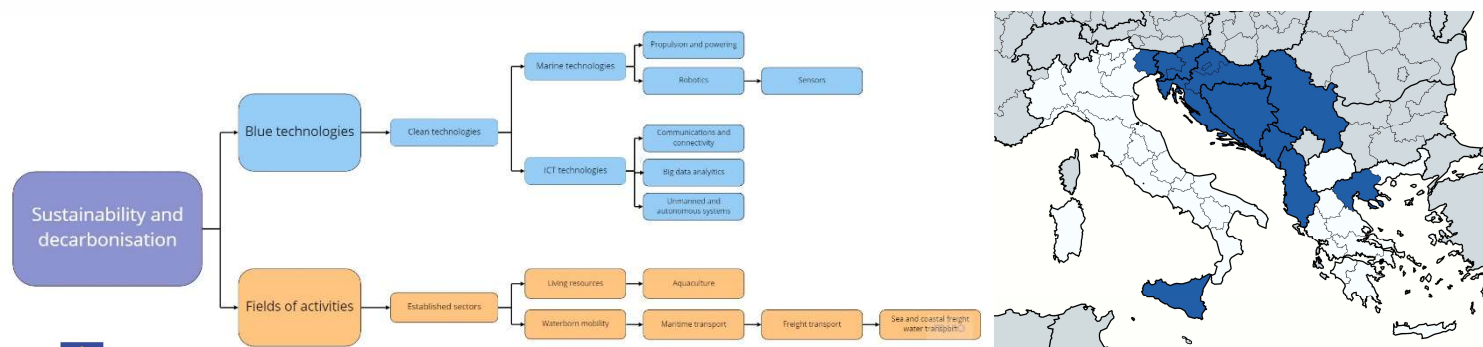 Sustainability and
decarbonisation
Blue technologies
Clean technologies
Marine technologies
Propulsion and powering
Robotics
Sensors
ICT technologies
Communications and
connectivity
Big data analyitics
Unmanned and
autonomous systems
Fields of activities
Established sectors
Living resources
Aquaculture
Waterborn mobility
Maritime transport
Freight transport
Sea and coastal freight
water transport